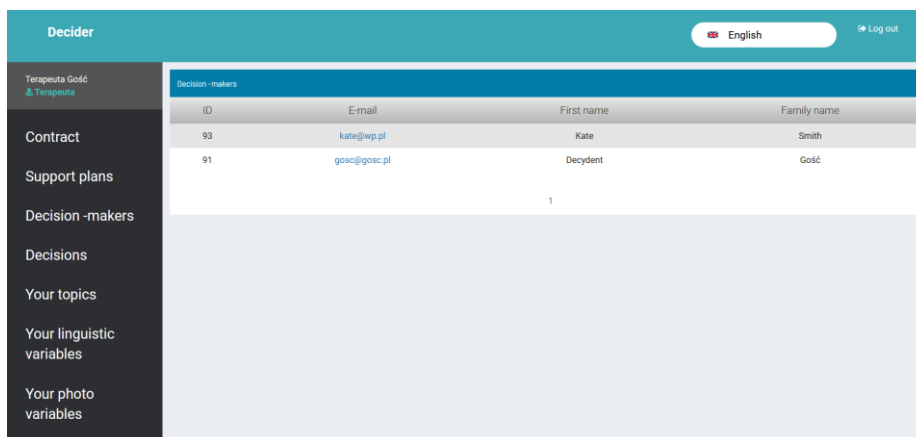 Decider
English
Log out
Terapeuta Gość
Terapeuta
Decision -makers
ID E-mail First name Family name
93 kate@wp.pl Kate Smith
91 gosc@gosc.pl Decydent Gość
1
Contract
Support plans
Decision -makers
Decisions
Your topics
Your linguistic
variables
Your photo
variables